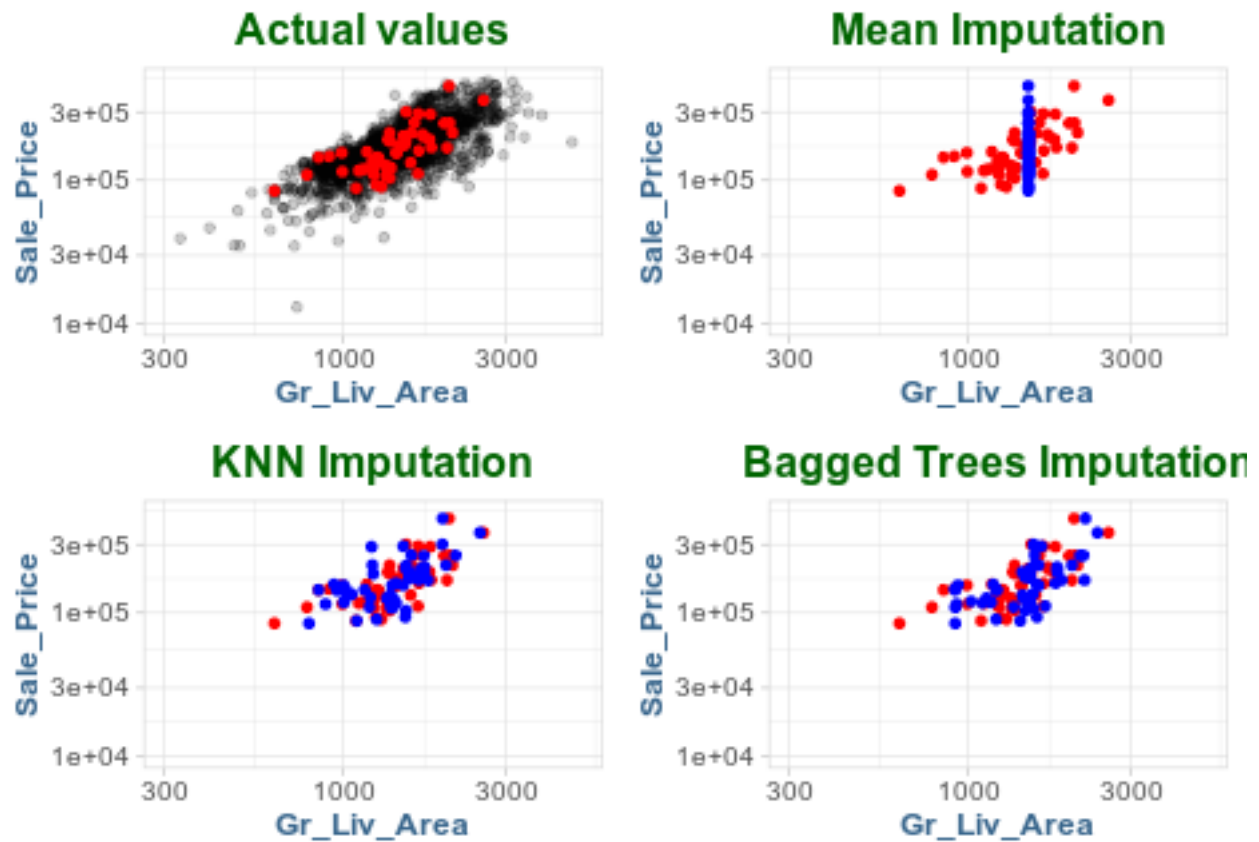 Actual values
Mean Imputation
Sale_Price
3e+05
1e+05
3e+04
1e+04
300
1000
3000
Gr_Liv_Area
Sale_Price
3e+05
1e+05
3e+04
1e+04
300
1000
3000
Gr_Liv_Area
KNN Imputation
Bagged Trees Imputation
Sale_Price
3e+05
1e+05
3e+04
1e+04
300
1000
3000
Gr_Liv_Area
Sale_Price
3e+05
1e+05
3e+04
1e+04
300
1000
3000
Gr_Liv_Area